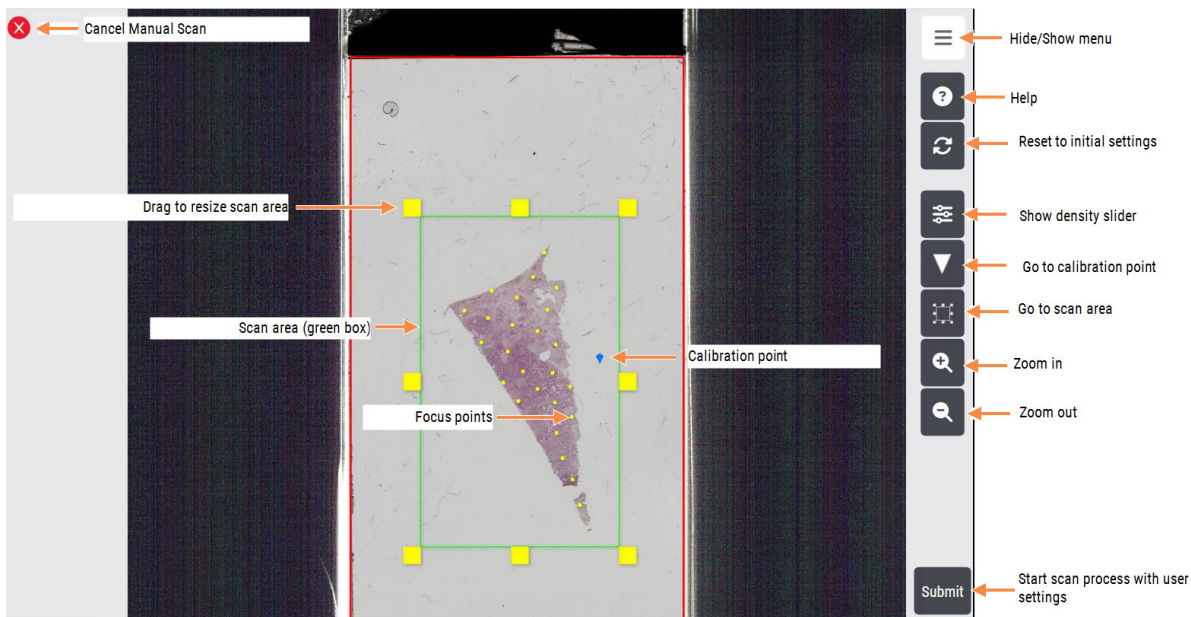 Cancel Manual Scan
Hide/Show menu
Help
Reset to initial settings
Drag to resize scan area
Show density slider
Go to calibration point
Go to scan area
Scan area (green box)
Calibration point
Zoom in
Focus points
Zoom out
Submit
Start scan process with user
settings